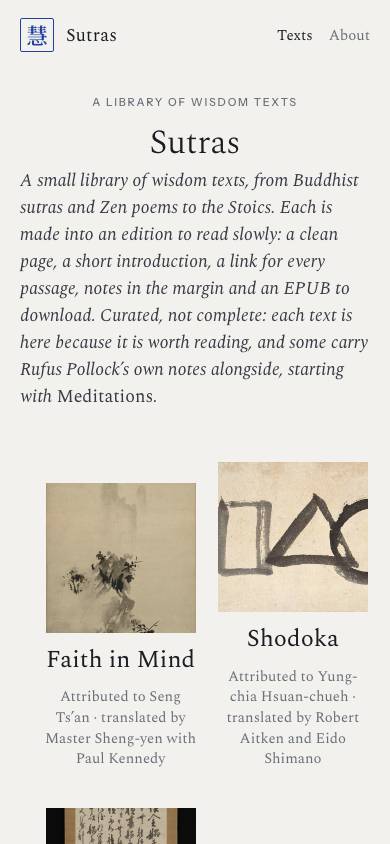 慧 Sutras Texts About
A LIBRARY OF WISDOM TEXTS
Sutras
A small library of wisdom texts, from Buddhist
sutras and Zen poems to the Stoics. Each is
made into an edition to read slowly: a clean
page, a short introduction, a link for every
passage, notes in the margin and an EPUB to
download. Curated, not complete: each text is
here because it is worth reading, and some carry
Rufus Pollock’s own notes alongside, starting
with Meditations.
Faith in Mind
Attributed to Seng
Ts’an · translated by
Master Sheng-yen with
Paul Kennedy
Shodoka
Attributed to Yung-
chia Hsuan-chueh ·
translated by Robert
Aitken and Eido
Shimano